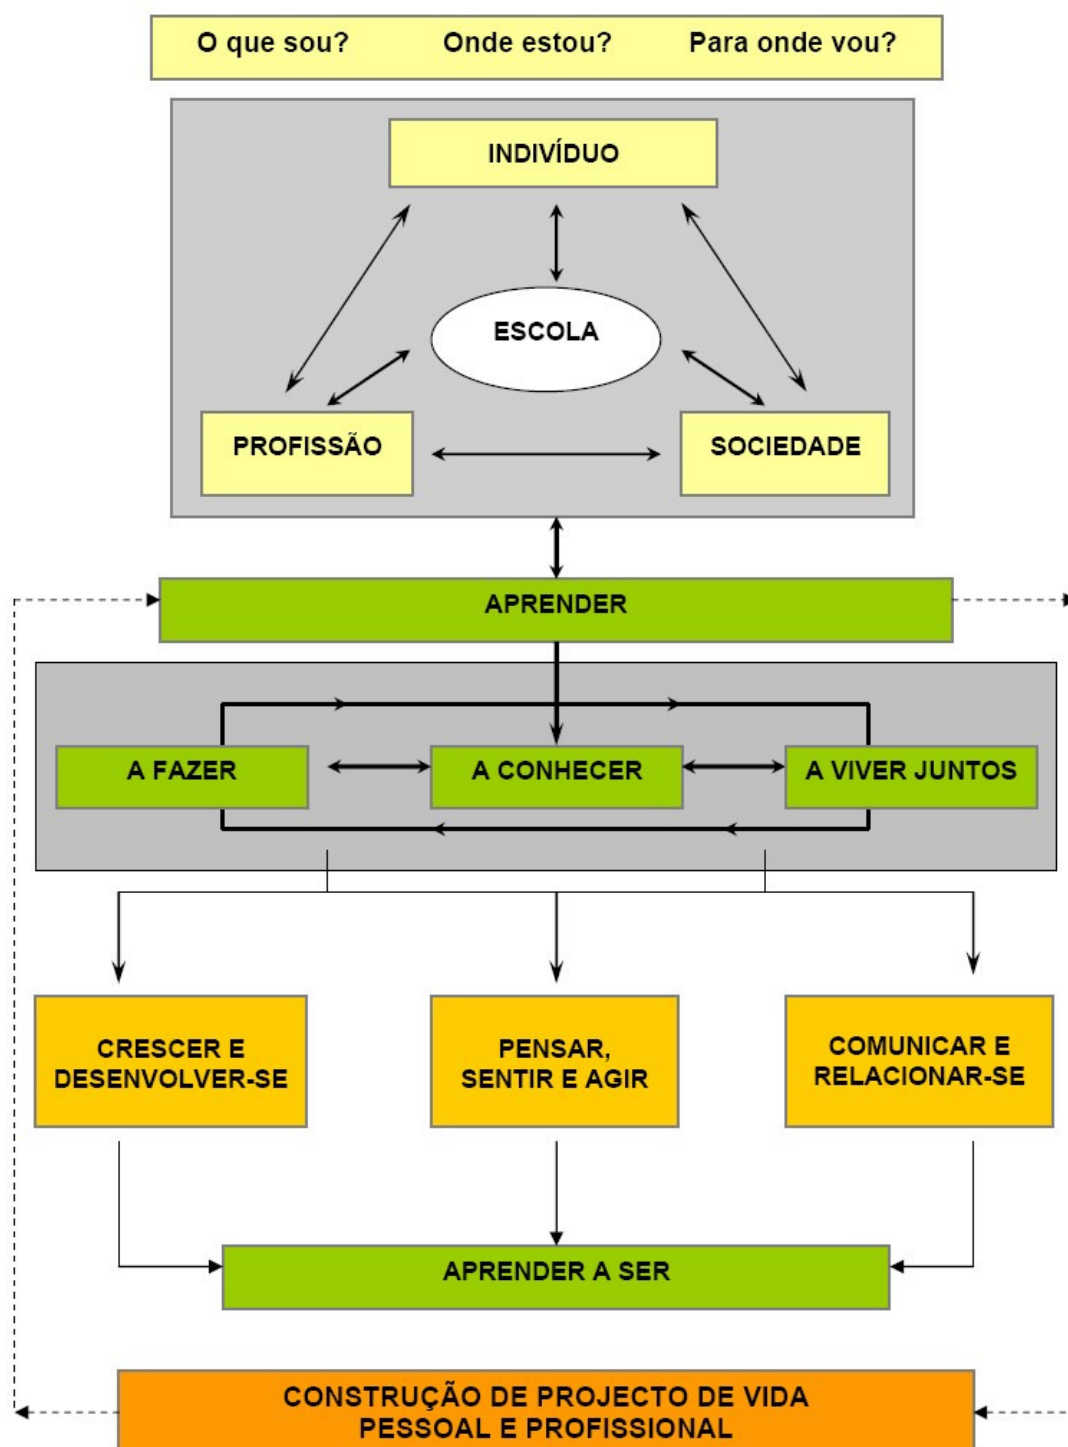 O que sou? Onde estou? Para onde vou?
INDIVÍDUO
ESCOLA
PROFISSÃO
SOCIEDADE
APRENDER
A FAZER
A CONHECER
A VIVER JUNTOS
CRESCER E
DESENVOLVER-SE
PENSAR,
SENTIR E AGIR
COMUNICAR E
RELACIONAR-SE
APRENDER A SER
CONSTRUÇÃO DE PROJECTO DE VIDA
PESSOAL E PROFISSIONAL